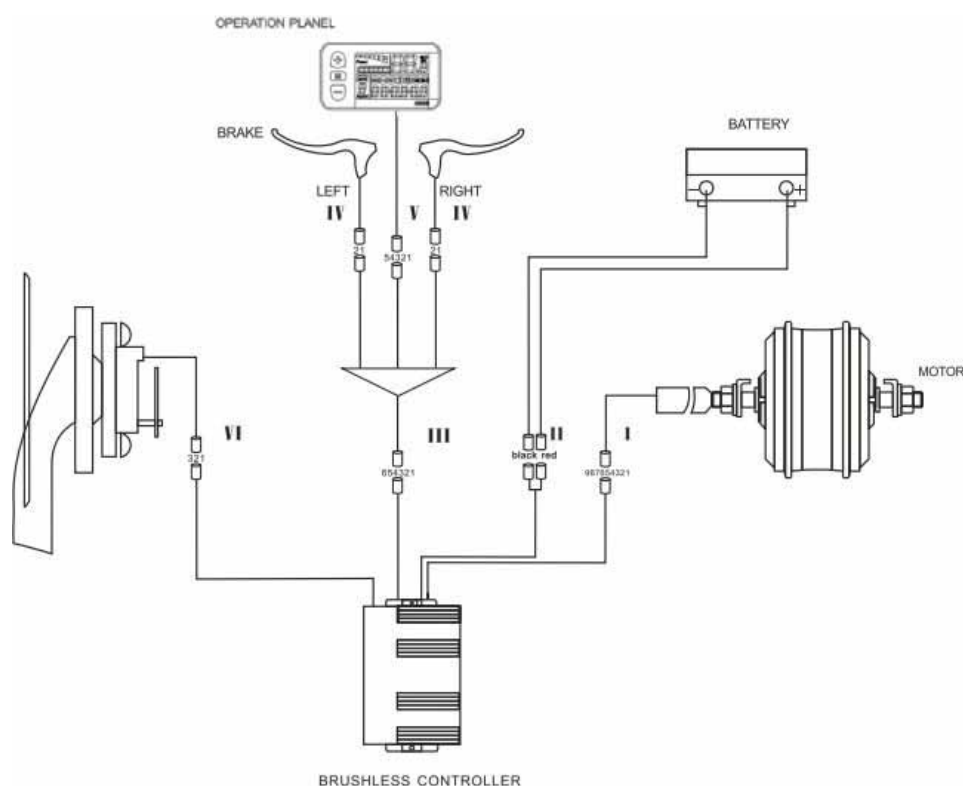 OPERATION PLANEL
BRAKE
BATTERY
LEFT
RIGHT
IV
V
IV
- +
21
54321
21
MOTOR
VI
III
II
I
321
654321
black red
987654321
BRUSHLESS CONTROLLER